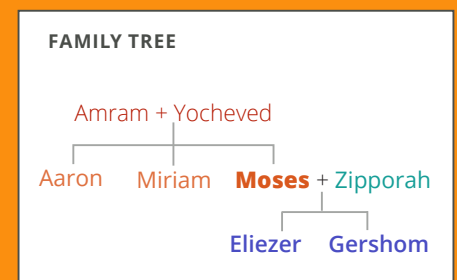 FAMILY TREE
Amram + Yocheved
Aaron Miriam Moses + Zipporah
Eliezer Gershom